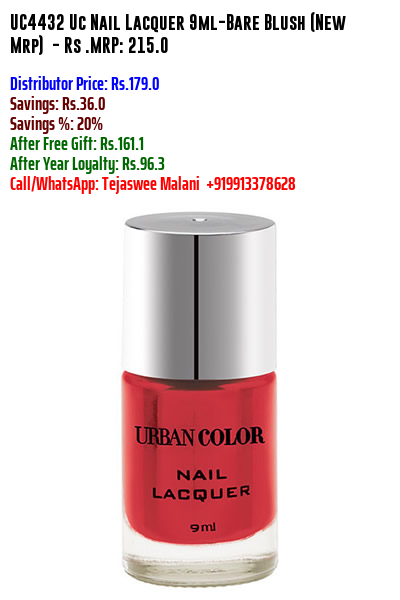 UC4432 Uc Nail Lacquer 9ml-Bare Blush (New
Mrp) - Rs .MRP: 215.0
Distributor Price: Rs.179.0
Savings: Rs.36.0
Savings %: 20%
After Free Gift: Rs.161.1
After Year Loyalty: Rs.96.3
Call/WhatsApp: Tejaswee Malani +919913378628
URBAN COLOR
NAIL
LACQUER
9ml